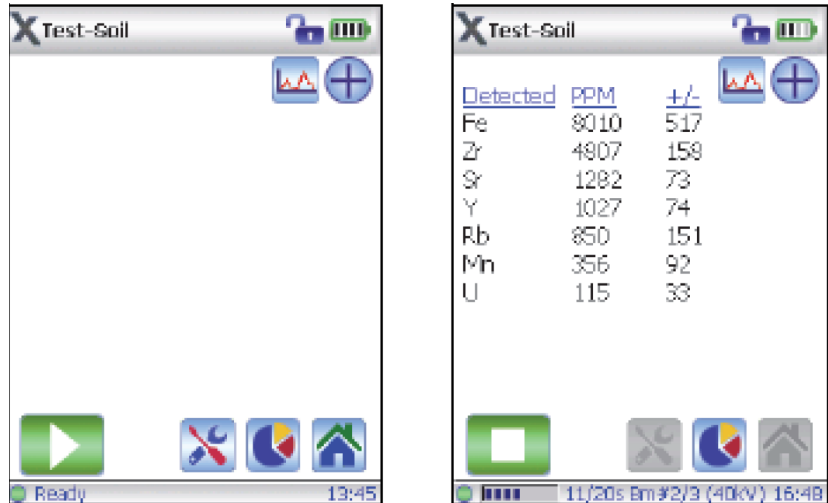 X Test-Soil
Ready 13:45
X Test-Soil
Detected PPM +/-
Fe 8010 517
Zr 4807 158
Sr 1282 73
Y 1027 74
Rb 850 151
Mn 356 92
U 115 33
11/20s Bm#2/3 (40kV) 16:48